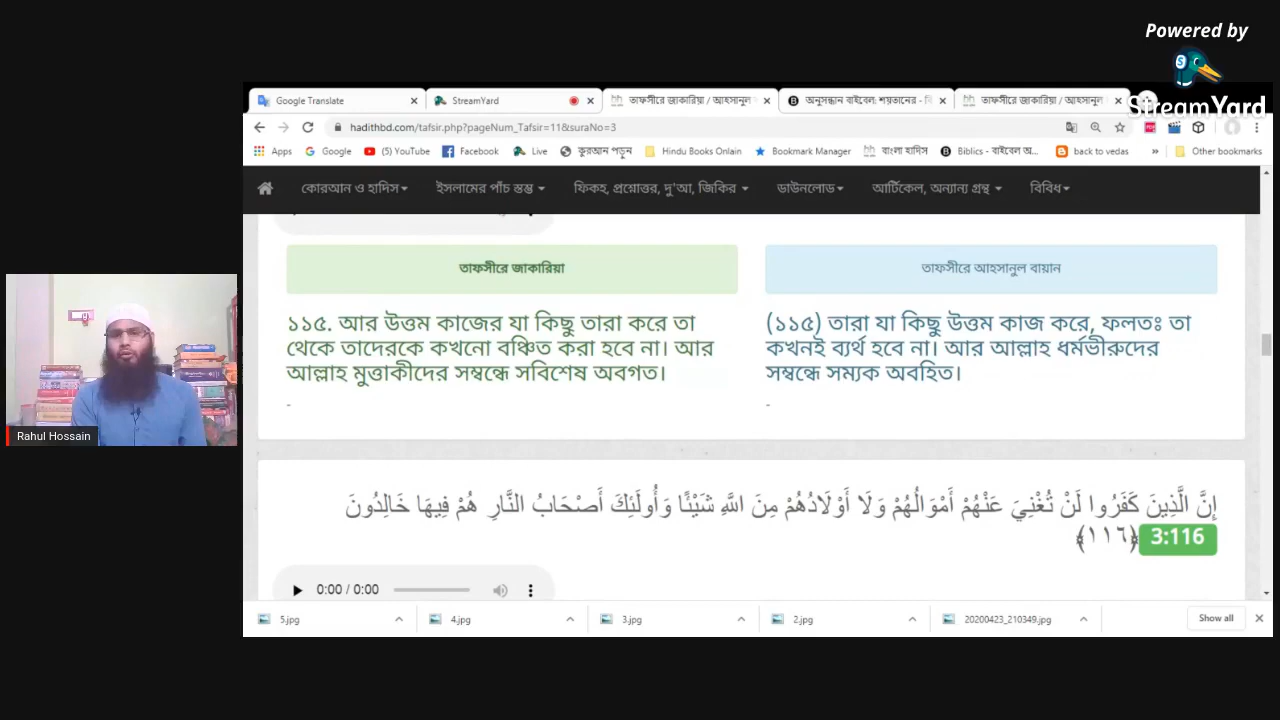 Powered by
StreamYard
Google Translate
StreamYard
তাফসীরে জাকারিয়া / আহসানুল
অনুসন্ধান বাইবেল: শয়তানের -
তাফসীরে জাকারিয়া / আহসানুল
hadithbd.com/tafsir.php?pageNum_Tafsir=11&suraNo=3
Apps
Google
(5) YouTube
Facebook
Live
কুরআন পড়ুন
Hindu Books Onlain
Bookmark Manager
বাংলা হাদিস
Biblics - বাইবেল অ...
back to vedas
»
Other bookmarks
কোরআন ও হাদিস
ইসলামের পাঁচ স্তম্ভ
ফিকহ, প্রশ্নোত্তর, দু'আ, জিকির
ডাউনলোড
আর্টিকেল, অন্যান্য গ্রন্থ
বিবিধ
তাফসীরে জাকারিয়া
১১৫. আর উত্তম কাজের যা কিছু তারা করে তা
থেকে তাদেরকে কখনো বঞ্চিত করা হবে না। আর
আল্লাহ মুত্তাকীদের সম্বন্ধে সবিশেষ অবগত।
-
তাফসীরে আহসানুল বায়ান
(১১৫) তারা যা কিছু উত্তম কাজ করে, ফলতঃ তা
কখনই ব্যর্থ হবে না। আর আল্লাহ ধর্মভীরুদের
সম্বন্ধে সম্যক অবহিত।
-
إِنَّ الَّذِينَ كَفَرُوا لَنْ تُغْنِيَ عَنْهُمْ أَمْوَالُهُمْ وَلَا أَوْلَادُهُمْ مِنَ اللَّهِ شَيْئًا وَأُولَئِكَ أَصْحَابُ النَّارِ هُمْ فِيهَا خَالِدُونَ
3:116 ﴿١١٦﴾
0:00 / 0:00
Rahul Hossain
5.jpg
4.jpg
3.jpg
2.jpg
20200423_210349.jpg
Show all